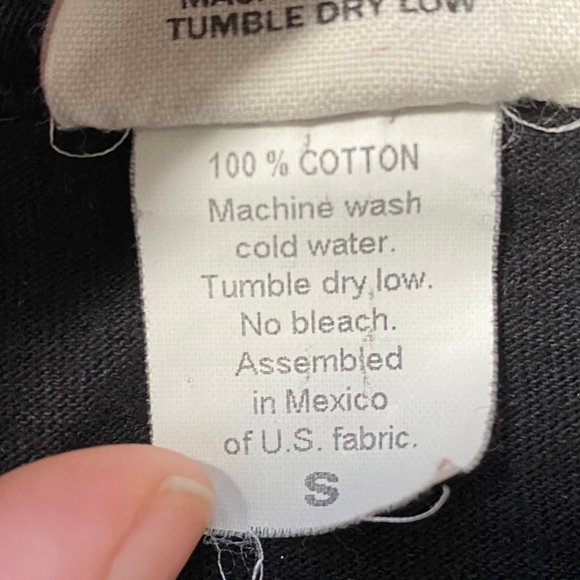 TUMBLE DRY LOW
100 % COTTON
Machine wash
cold water.
Tumble dry low.
No bleach.
Assembled
in Mexico
of U.S. fabric.
S